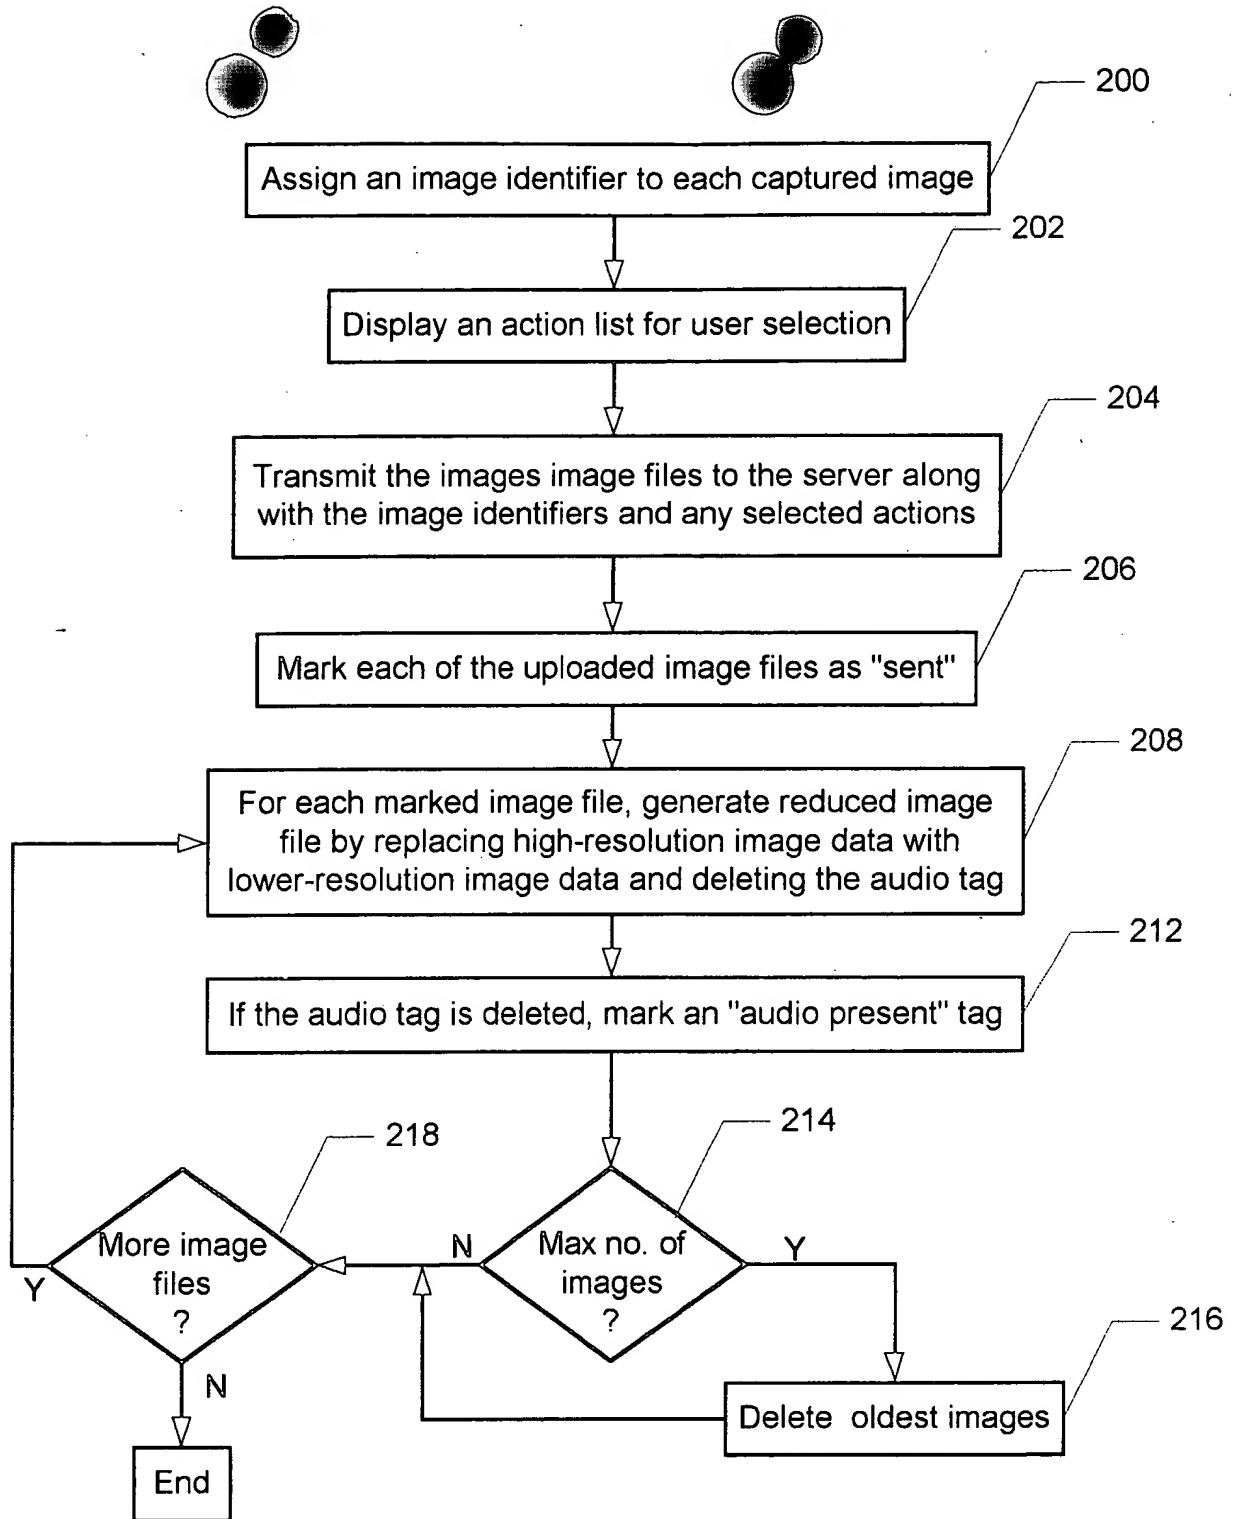 200
Assign an image identifier to each captured image
202
Display an action list for user selection
204
Transmit the images image files to the server along
with the image identifiers and any selected actions
206
Mark each of the uploaded image files as "sent"
208
For each marked image file, generate reduced image
file by replacing high-resolution image data with
lower-resolution image data and deleting the audio tag
212
If the audio tag is deleted, mark an "audio present" tag
214
218
Max no. of
images
?
N
Y
More image
files
?
Y
N
216
Delete oldest images
End